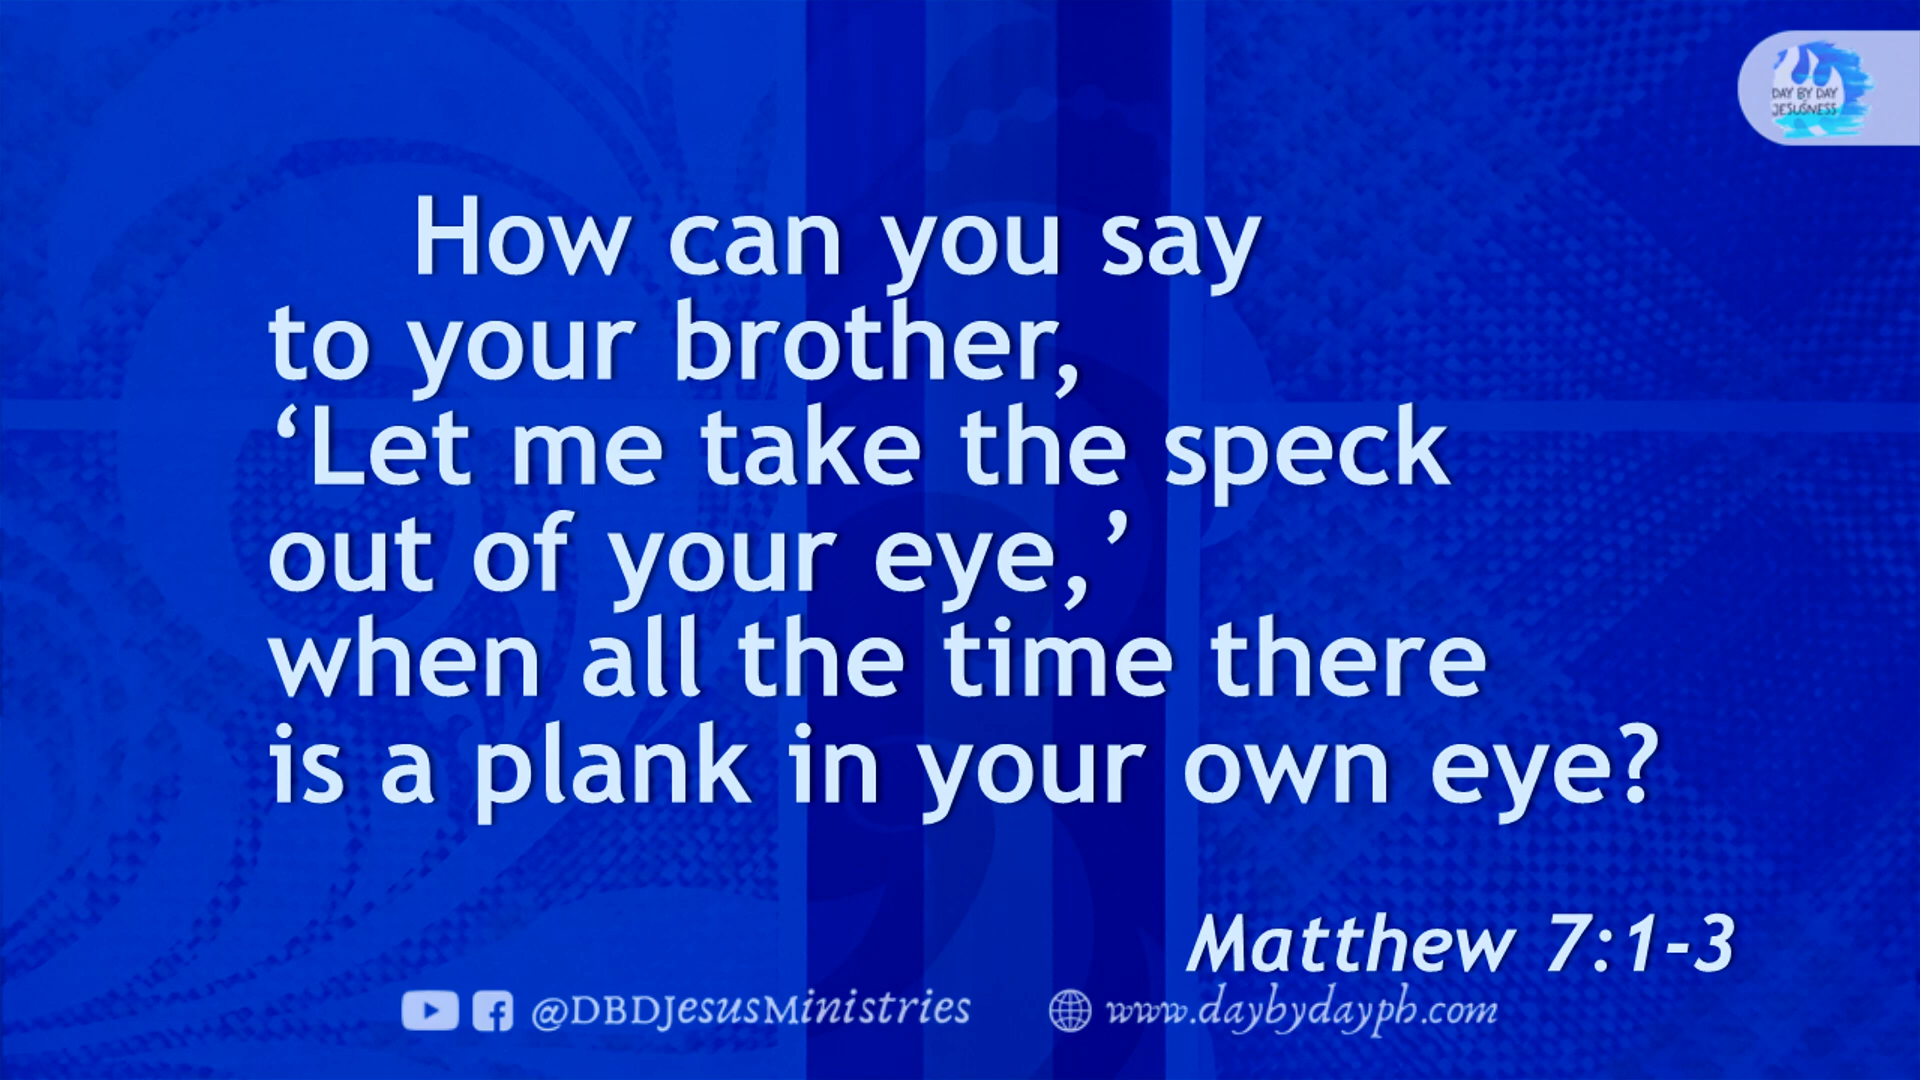 DAY BY DAY
JESUSNESS
How can you say
to your brother,
‘Let me take the speck
out of your eye,’
when all the time there
is a plank in your own eye?
Matthew 7:1-3
@DBDJesusMinistries www.daybydayph.com